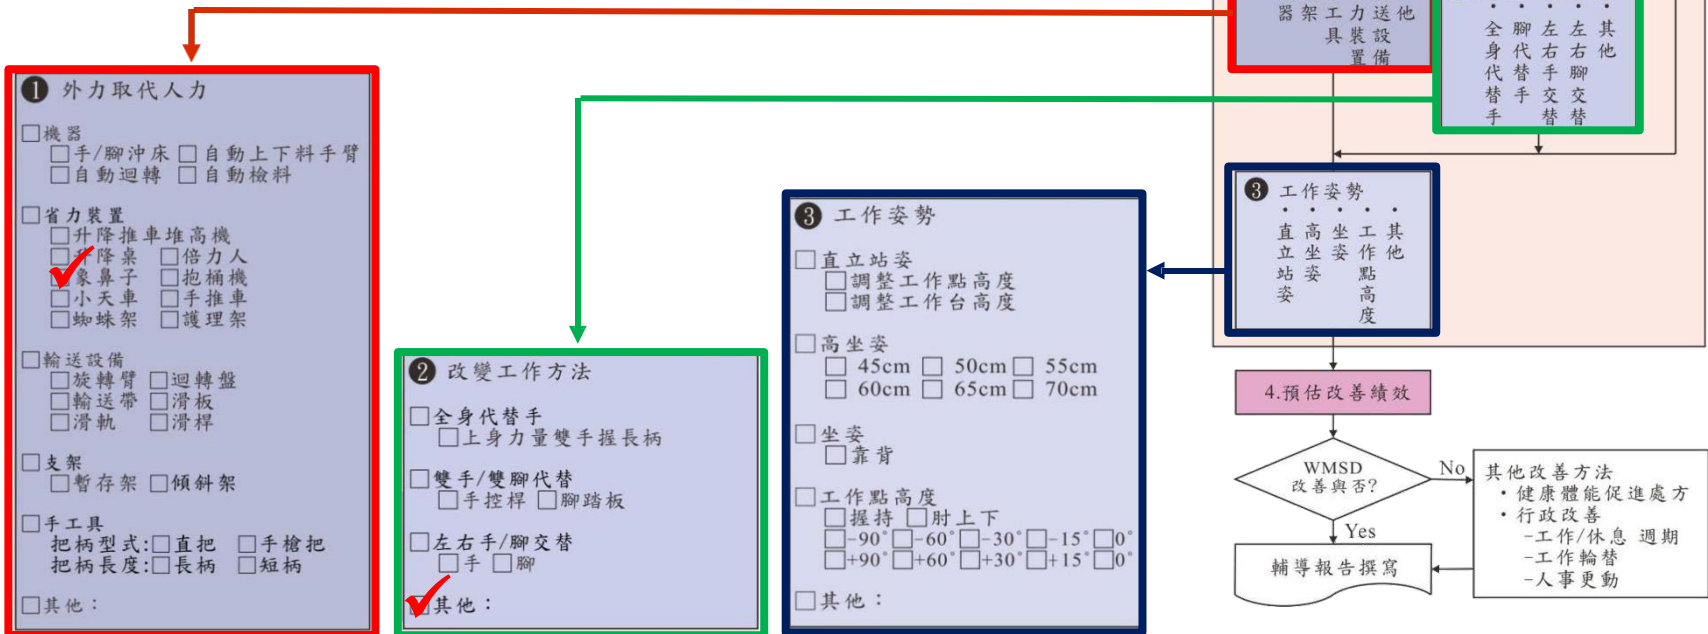 ❶ 外力取代人力
□機器
□手/腳沖床 □自動上下料手臂
□自動迴轉 □自動檢料
□省力裝置
□升降推車堆高機
□升降桌 □倍力人
□象鼻子 □抱桶機
□小天車 □手推車
□蜘蛛架 □護理架
□輸送設備
□旋轉臂 □迴轉盤
□輸送帶 □滑板
□滑軌 □滑桿
□支架
□暫存架 □傾斜架
□手工具
把柄型式:□直把 □手槍把
把柄長度:□長柄 □短柄
□其他：
❷ 改變工作方法
□全身代替手
□上身力量雙手握長柄
□雙手/雙腳代替
□手控桿 □腳踏板
□左右手/腳交替
□手 □腳
□其他：
❸ 工作姿勢
□直立站姿
□調整工作點高度
□調整工作台高度
□高坐姿
□ 45cm □ 50cm □ 55cm
□ 60cm □ 65cm □ 70cm
□坐姿
□靠背
□工作點高度
□握持 □肘上下
□-90° □-60° □-30° □-15° □0°
□+90° □+60° □+30° □+15° □0°
□其他：
器
架
工具
力裝置
送設備
他
・全身代替手
・腳代替手
・左右手交替
・左右腳交替
・其他
❸ 工作姿勢
・直立站姿
・高坐姿
・坐姿
・工作點高度
・其他
4.預估改善績效
WMSD
改善與否?
No
Yes
輔導報告撰寫
其他改善方法
・健康體能促進處方
・行政改善
-工作/休息 週期
-工作輪替
-人事更動